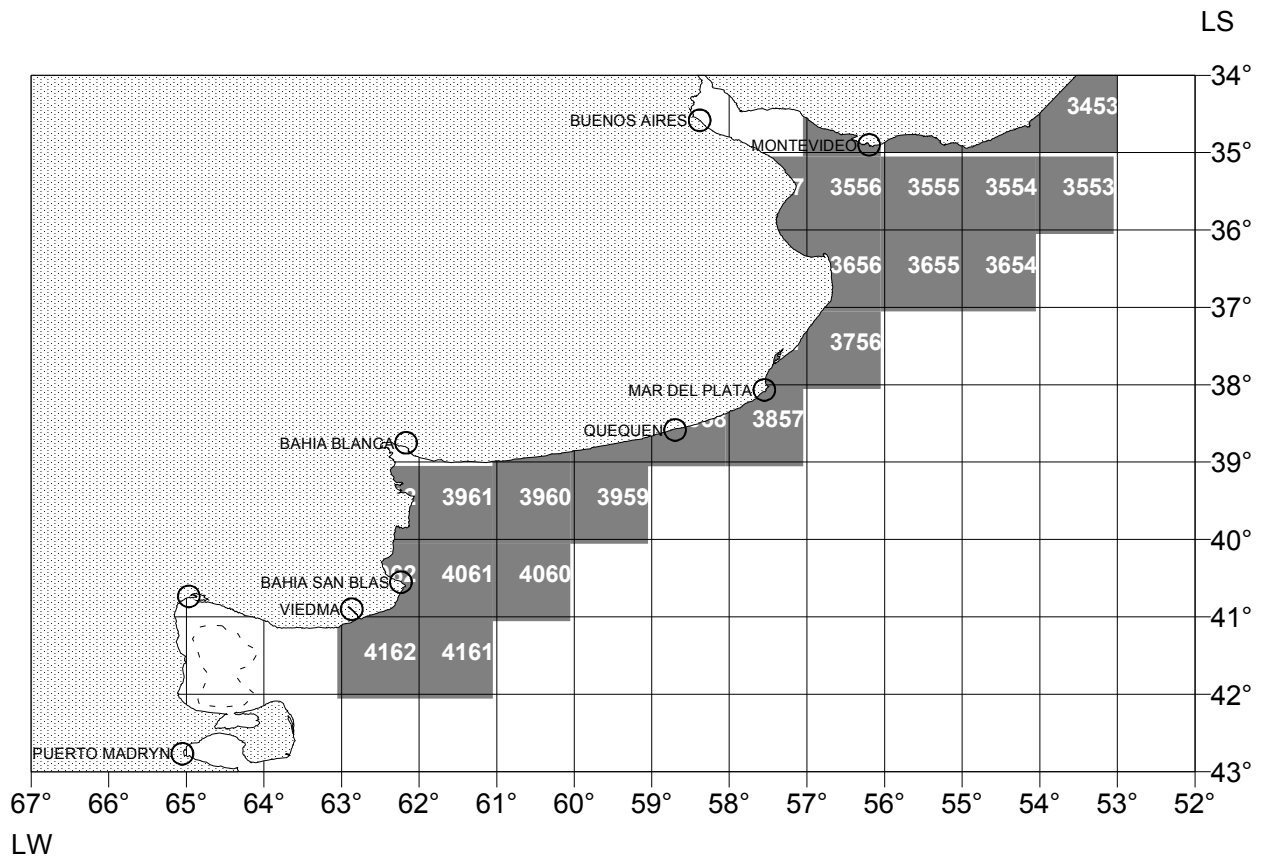 LS
34°
3453
BUENOS AIRES
MONTEVIDEO
35°
7 3556 3555 3554 3553
36°
3656 3655 3654
37°
3756
38°
MAR DEL PLATA
3857
QUEQUEN
BAHIA BLANCA
39°
3961 3960 3959
40°
4061 4060
BAHIA SAN BLAS
VIEDMA
41°
4162 4161
42°
PUERTO MADRYN
43°
67° 66° 65° 64° 63° 62° 61° 60° 59° 58° 57° 56° 55° 54° 53° 52°
LW